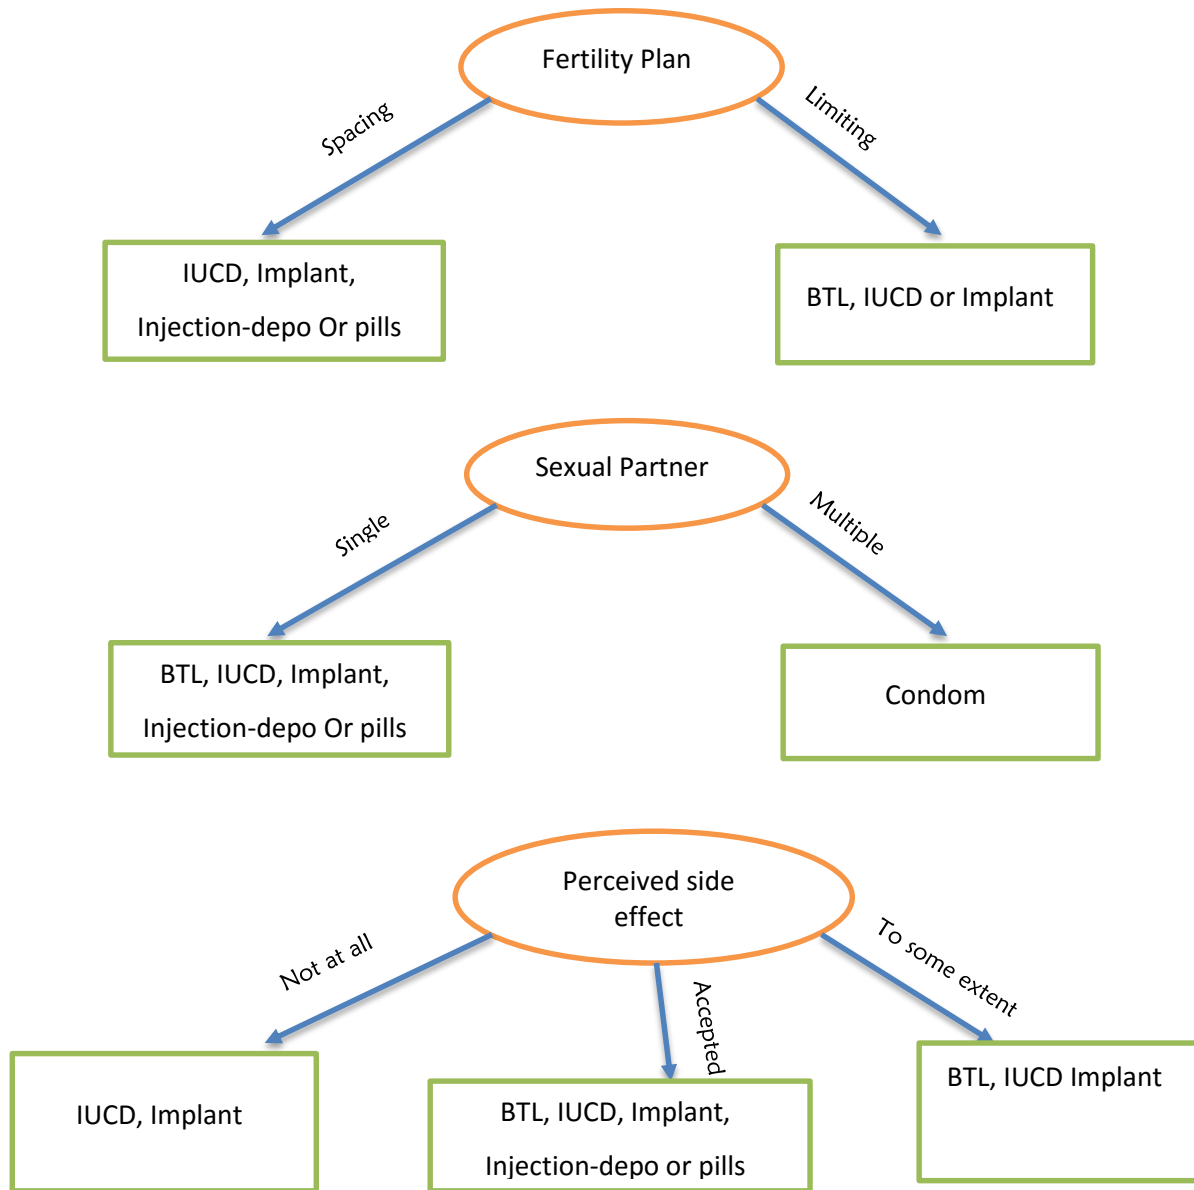 Fertility Plan
Spacing
Limiting
IUCD, Implant,
Injection-depo Or pills
BTL, IUCD or Implant
Sexual Partner
Single
Multiple
BTL, IUCD, Implant,
Injection-depo Or pills
Condom
Perceived side
effect
Not at all
Accepted
To some extent
IUCD, Implant
BTL, IUCD, Implant,
Injection-depo or pills
BTL, IUCD Implant